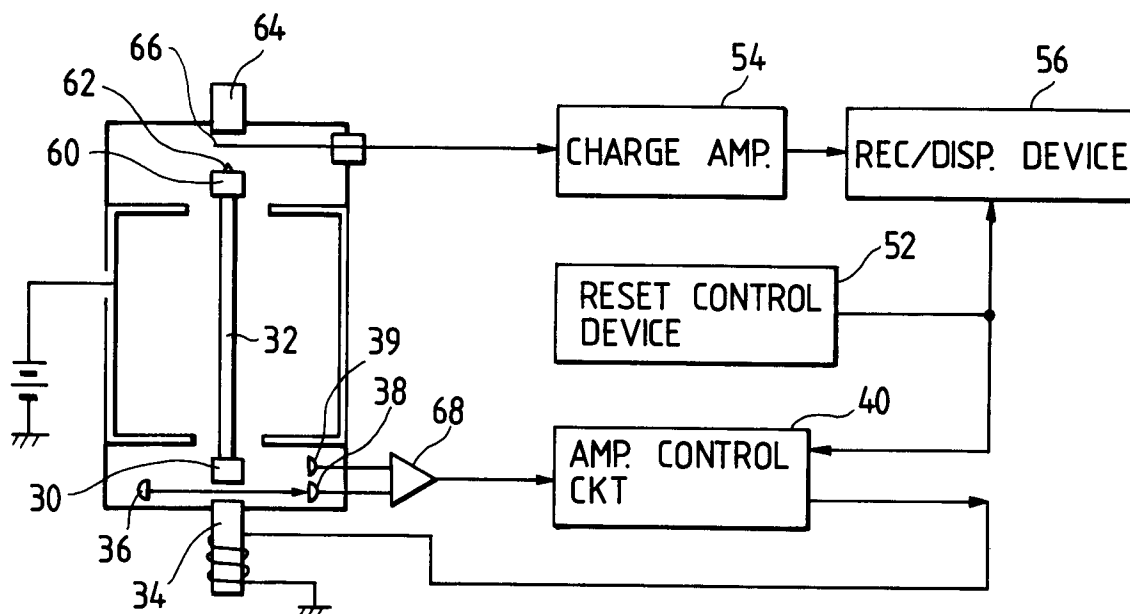 64
66
62
60
54
56
CHARGE AMP.
REC/DISP. DEVICE
52
RESET CONTROL
DEVICE
32
39
38
68
40
AMP. CONTROL
CKT
30
36
34